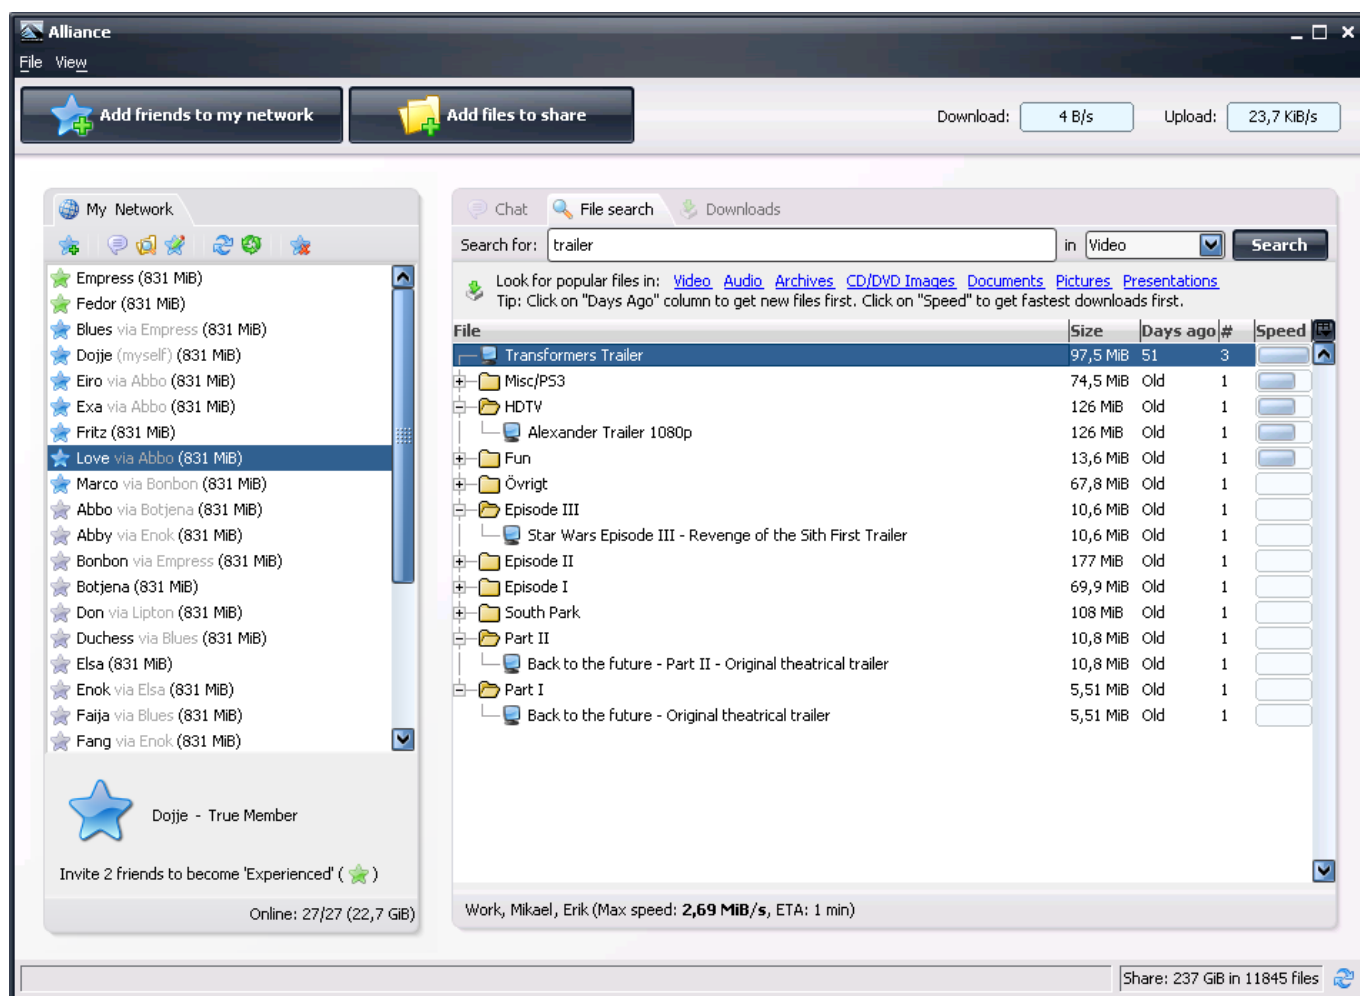 Alliance
File View
Add friends to my network
Add files to share
Download: 4 B/s Upload: 23,7 KiB/s
My Network
Empress (831 MiB)
Fedor (831 MiB)
Blues via Empress (831 MiB)
Dojje (myself) (831 MiB)
Eiro via Abbo (831 MiB)
Exa via Abbo (831 MiB)
Fritz (831 MiB)
Love via Abbo (831 MiB)
Marco via Bonbon (831 MiB)
Abbo via Botjena (831 MiB)
Abby via Enok (831 MiB)
Bonbon via Empress (831 MiB)
Botjena (831 MiB)
Don via Lipton (831 MiB)
Duchess via Blues (831 MiB)
Elsa (831 MiB)
Enok via Elsa (831 MiB)
Faija via Blues (831 MiB)
Fang via Enok (831 MiB)
Dojje - True Member
Invite 2 friends to become 'Experienced' ( )
Online: 27/27 (22,7 GiB)
Chat File search Downloads
Search for: trailer in Video Search
Look for popular files in: Video Audio Archives CD/DVD Images Documents Pictures Presentations
Tip: Click on "Days Ago" column to get new files first. Click on "Speed" to get fastest downloads first.
File Size Days ago # Speed
Transformers Trailer 97,5 MiB 51 3
Misc/PS3 74,5 MiB Old 1
HDTV 126 MiB Old 1
Alexander Trailer 1080p 126 MiB Old 1
Fun 13,6 MiB Old 1
Övrigt 67,8 MiB Old 1
Episode III 10,6 MiB Old 1
Star Wars Episode III - Revenge of the Sith First Trailer 10,6 MiB Old 1
Episode II 177 MiB Old 1
Episode I 69,9 MiB Old 1
South Park 108 MiB Old 1
Part II 10,8 MiB Old 1
Back to the future - Part II - Original theatrical trailer 10,8 MiB Old 1
Part I 5,51 MiB Old 1
Back to the future - Original theatrical trailer 5,51 MiB Old 1
Work, Mikael, Erik (Max speed: 2,69 MiB/s, ETA: 1 min)
Share: 237 GiB in 11845 files